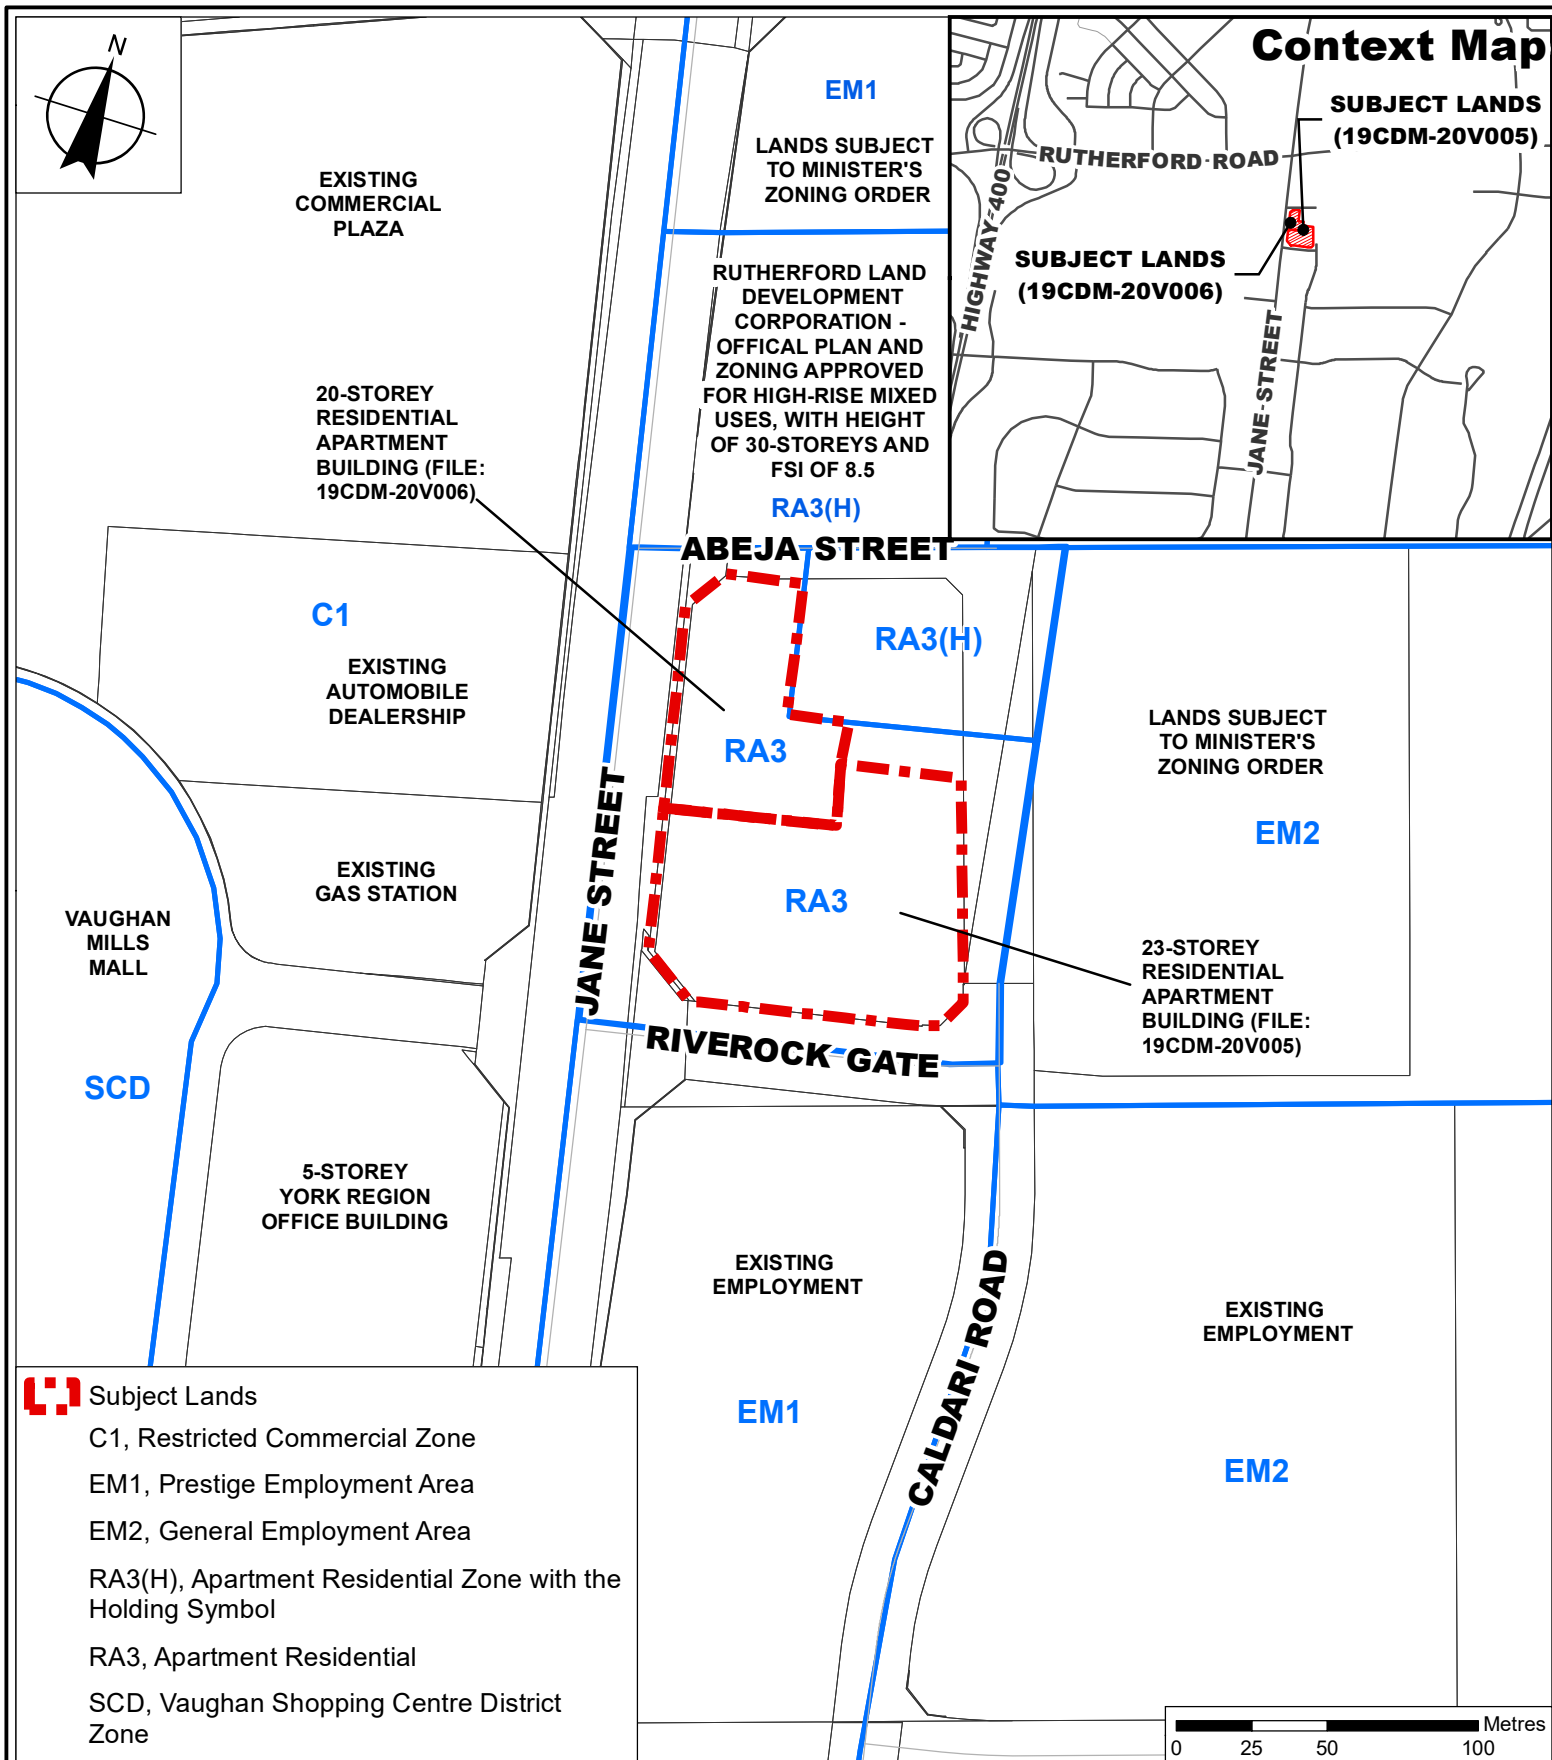 N
EXISTING
COMMERCIAL
PLAZA
EM1
LANDS SUBJECT
TO MINISTER'S
ZONING ORDER
Context Map
SUBJECT LANDS
(19CDM-20V005)
RUTHERFORD ROAD
HIGHWAY 400
SUBJECT LANDS
(19CDM-20V006)
JANE STREET
RUTHERFORD LAND
DEVELOPMENT
CORPORATION -
OFFICAL PLAN AND
ZONING APPROVED
FOR HIGH-RISE MIXED
USES, WITH HEIGHT
OF 30-STOREYS AND
FSI OF 8.5
RA3(H)
20-STOREY
RESIDENTIAL
APARTMENT
BUILDING (FILE:
19CDM-20V006)
ABEJA STREET
C1
EXISTING
AUTOMOBILE
DEALERSHIP
RA3(H)
RA3
LANDS SUBJECT
TO MINISTER'S
ZONING ORDER
EM2
JANE STREET
EXISTING
GAS STATION
RA3
VAUGHAN
MILLS
MALL
23-STOREY
RESIDENTIAL
APARTMENT
BUILDING (FILE:
19CDM-20V005)
RIVEROCK GATE
SCD
5-STOREY
YORK REGION
OFFICE BUILDING
EXISTING
EMPLOYMENT
EM1
CALDARI ROAD
EXISTING
EMPLOYMENT
EM2
Subject Lands
C1, Restricted Commercial Zone
EM1, Prestige Employment Area
EM2, General Employment Area
RA3(H), Apartment Residential Zone with the
Holding Symbol
RA3, Apartment Residential
SCD, Vaughan Shopping Centre District
Zone
Metres
0 25 50 100